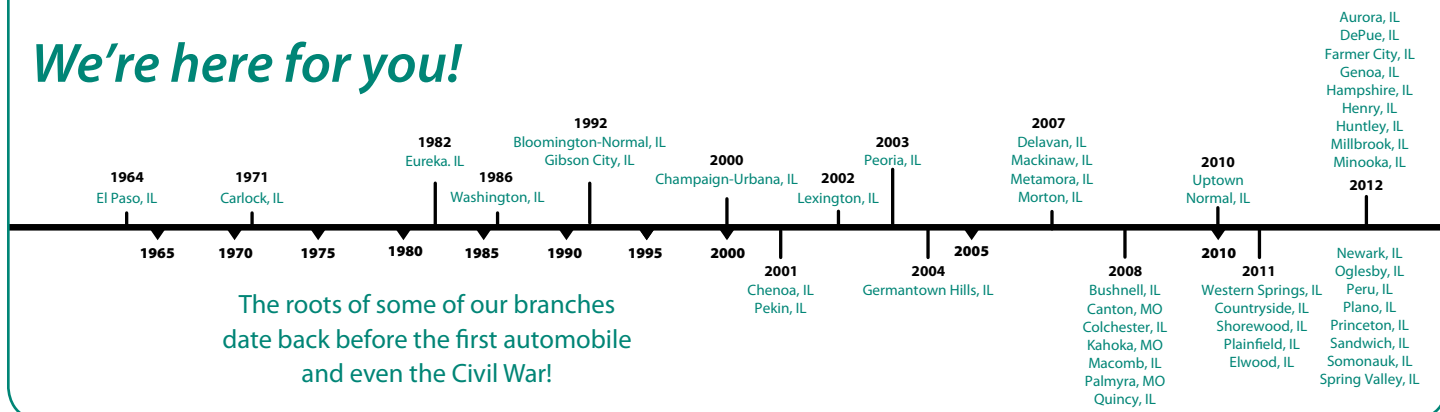 We're here for you!
1964
El Paso, IL
1971
Carlock, IL
1982
Eureka. IL
1986
Washington, IL
1992
Bloomington-Normal, IL
Gibson City, IL
2000
Champaign-Urbana, IL
2002
Lexington, IL
2003
Peoria, IL
2007
Delavan, IL
Mackinaw, IL
Metamora, IL
Morton, IL
2010
Uptown
Normal, IL
Aurora, IL
DePue, IL
Farmer City, IL
Genoa, IL
Hampshire, IL
Henry, IL
Huntley, IL
Millbrook, IL
Minooka, IL
2012
1965
1970
1975
1980
1985
1990
1995
2000
2005
2010
2001
Chenoa, IL
Pekin, IL
2004
Germantown Hills, IL
2008
Bushnell, IL
Canton, MO
Colchester, IL
Kahoka, MO
Macomb, IL
Palmyra, MO
Quincy, IL
2011
Western Springs, IL
Countryside, IL
Shorewood, IL
Plainfield, IL
Elwood, IL
Newark, IL
Oglesby, IL
Peru, IL
Plano, IL
Princeton, IL
Sandwich, IL
Somonauk, IL
Spring Valley, IL
The roots of some of our branches
date back before the first automobile
and even the Civil War!